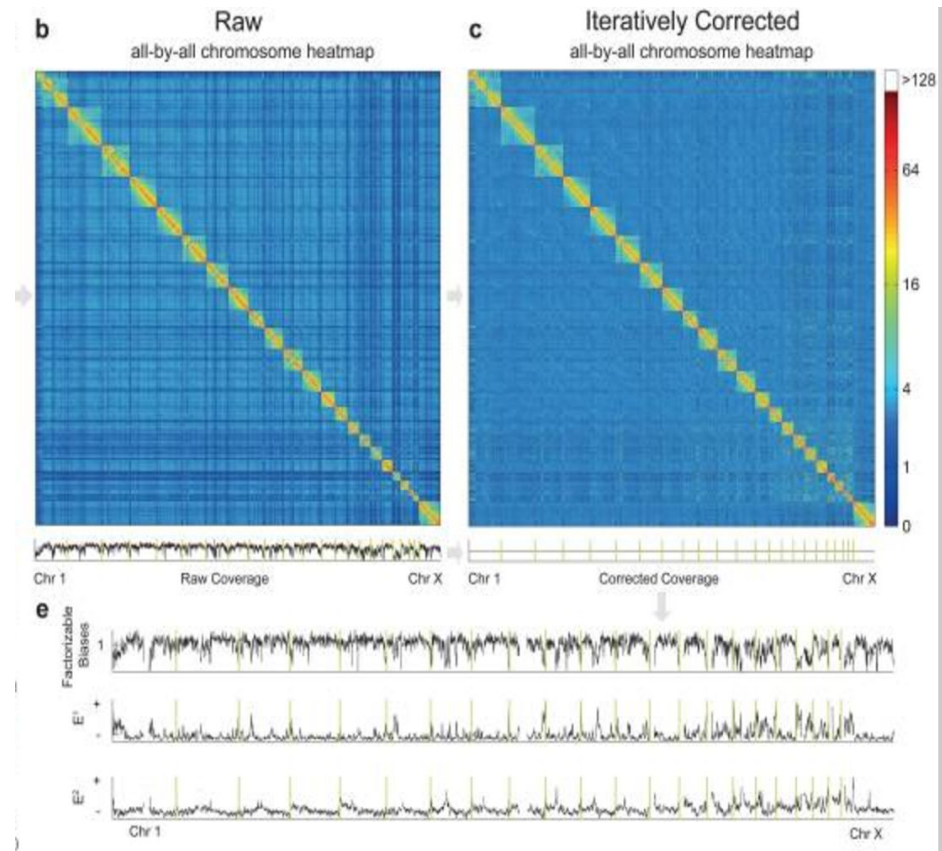 b
Raw
all-by-all chromosome heatmap
c
Iteratively Corrected
all-by-all chromosome heatmap
>128
64
16
4
1
0
Chr 1 Raw Coverage Chr X
Chr 1 Corrected Coverage Chr X
e
Factorizable
Biases
1
E¹
+
-
E²
+
-
Chr 1 Chr X